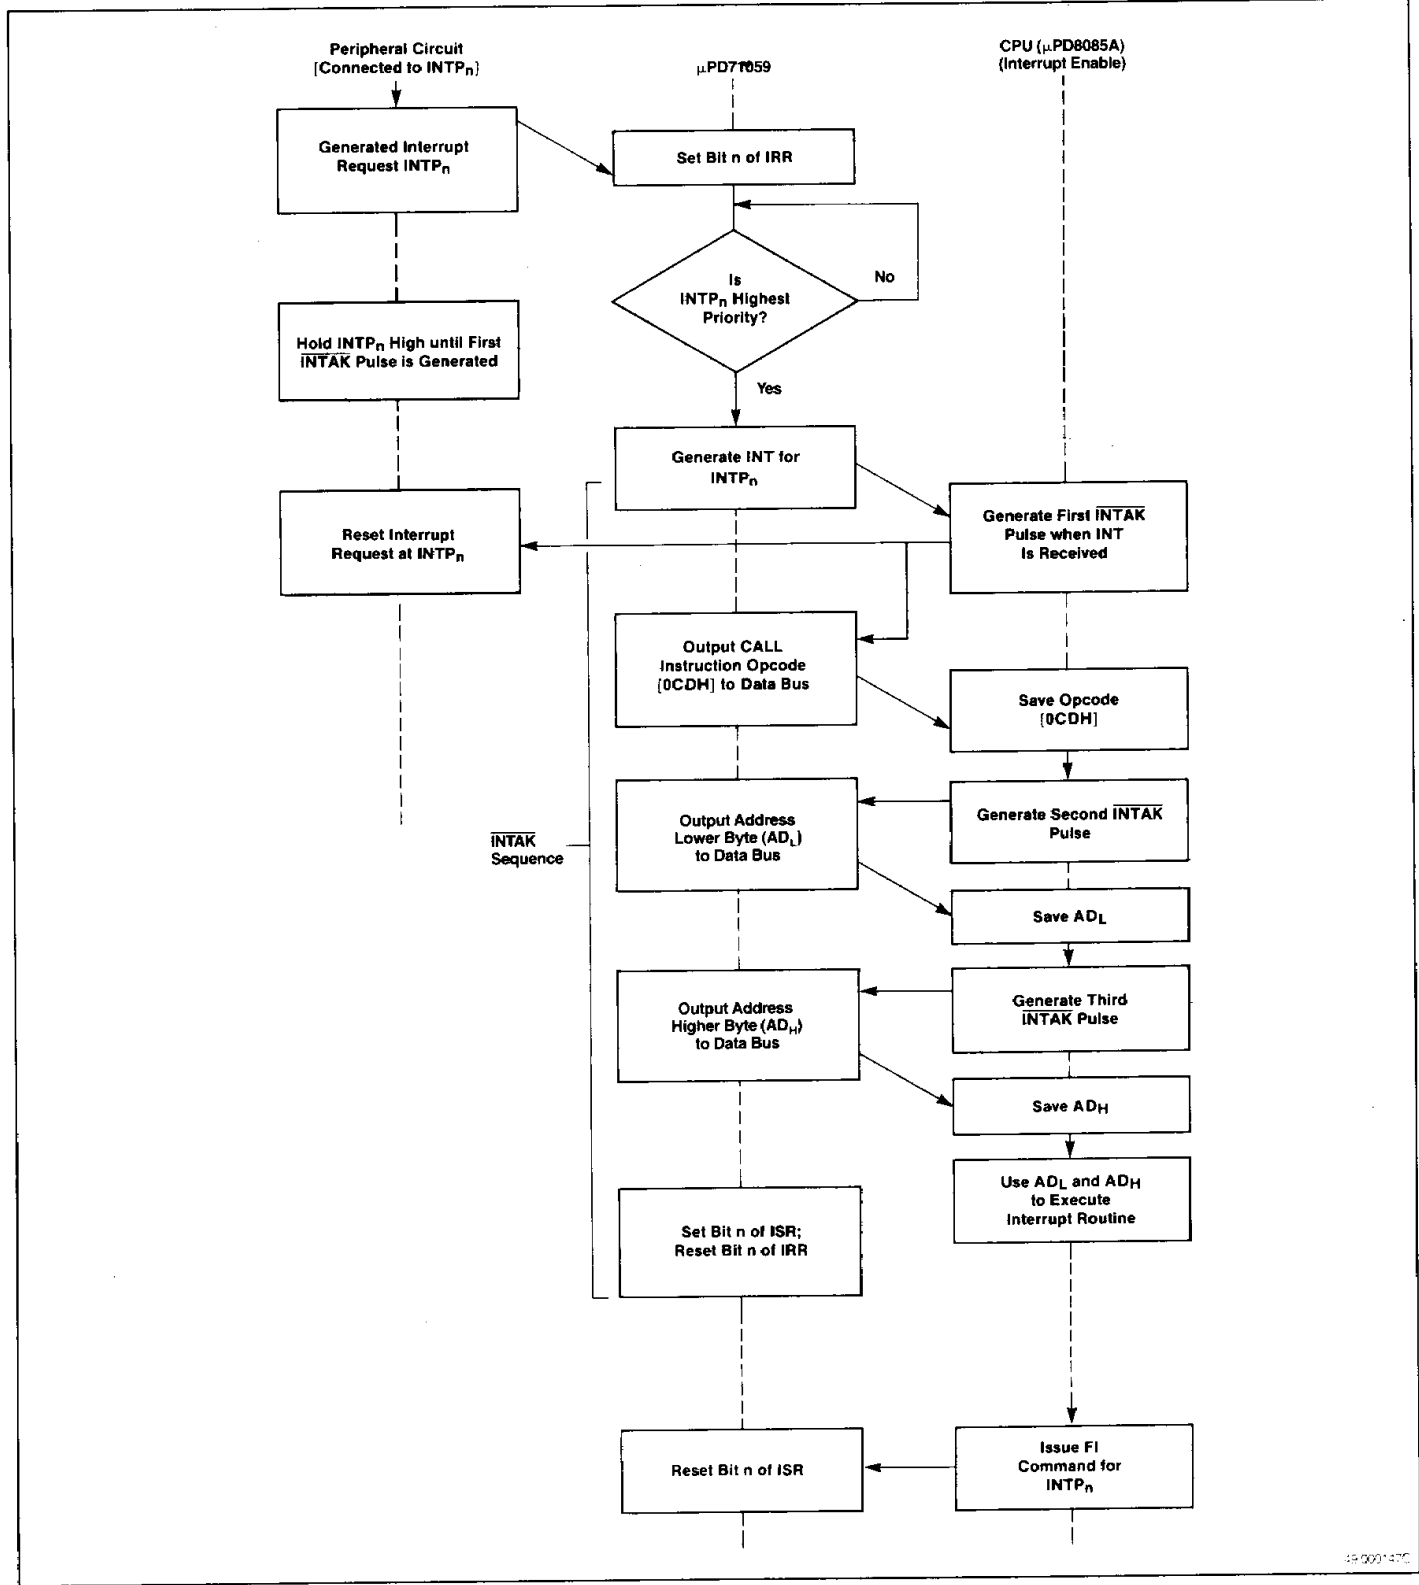 Peripheral Circuit
[Connected to INTPn]
μPD71059
CPU (μPD8085A)
(Interrupt Enable)
Generated Interrupt
Request INTPn
Set Bit n of IRR
Is
INTPn Highest
Priority?
No
Yes
Hold INTPn High until First
INTAK Pulse is Generated
Generate INT for
INTPn
Generate First INTAK
Pulse when INT
Is Received
Reset Interrupt
Request at INTPn
Output CALL
Instruction Opcode
[0CDH] to Data Bus
Save Opcode
[0CDH]
Generate Second INTAK
Pulse
Output Address
Lower Byte (ADL)
to Data Bus
INTAK
Sequence
Save ADL
Generate Third
INTAK Pulse
Output Address
Higher Byte (ADH)
to Data Bus
Save ADH
Use ADL and ADH
to Execute
Interrupt Routine
Set Bit n of ISR;
Reset Bit n of IRR
Issue FI
Command for
INTPn
Reset Bit n of ISR